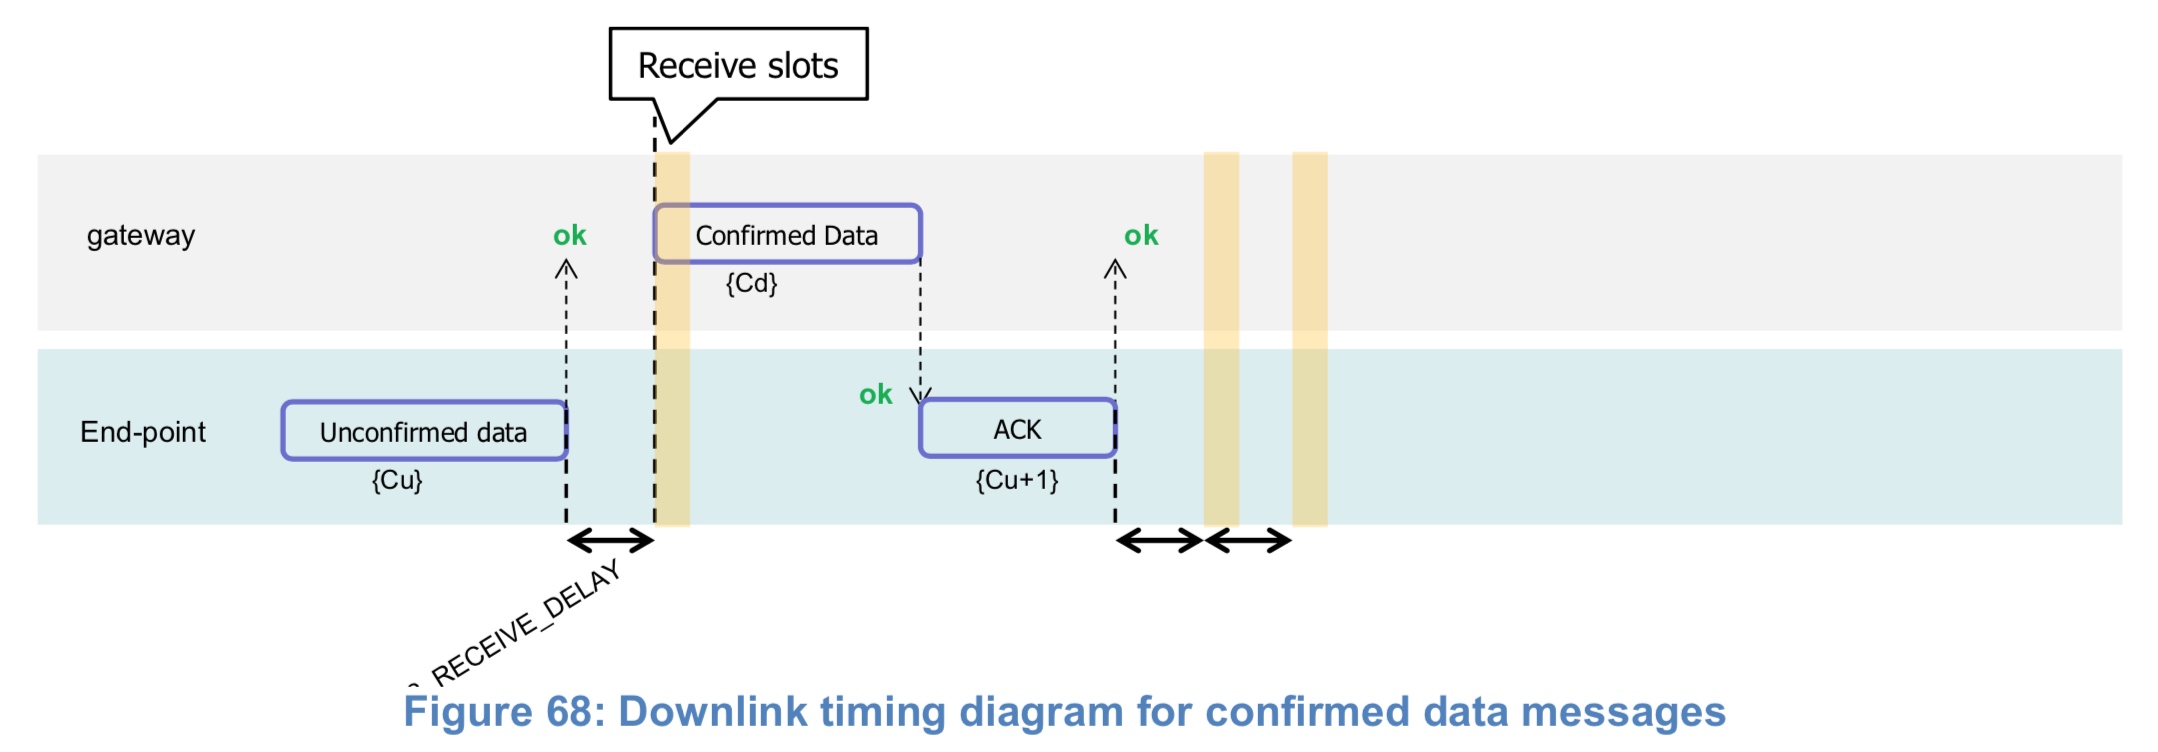 Receive slots
gateway
ok
Confirmed Data
ok
{Cd}
ok
End-point
Unconfirmed data
ACK
{Cu}
{Cu+1}
RECEIVE_DELAY
Figure 68: Downlink timing diagram for confirmed data messages